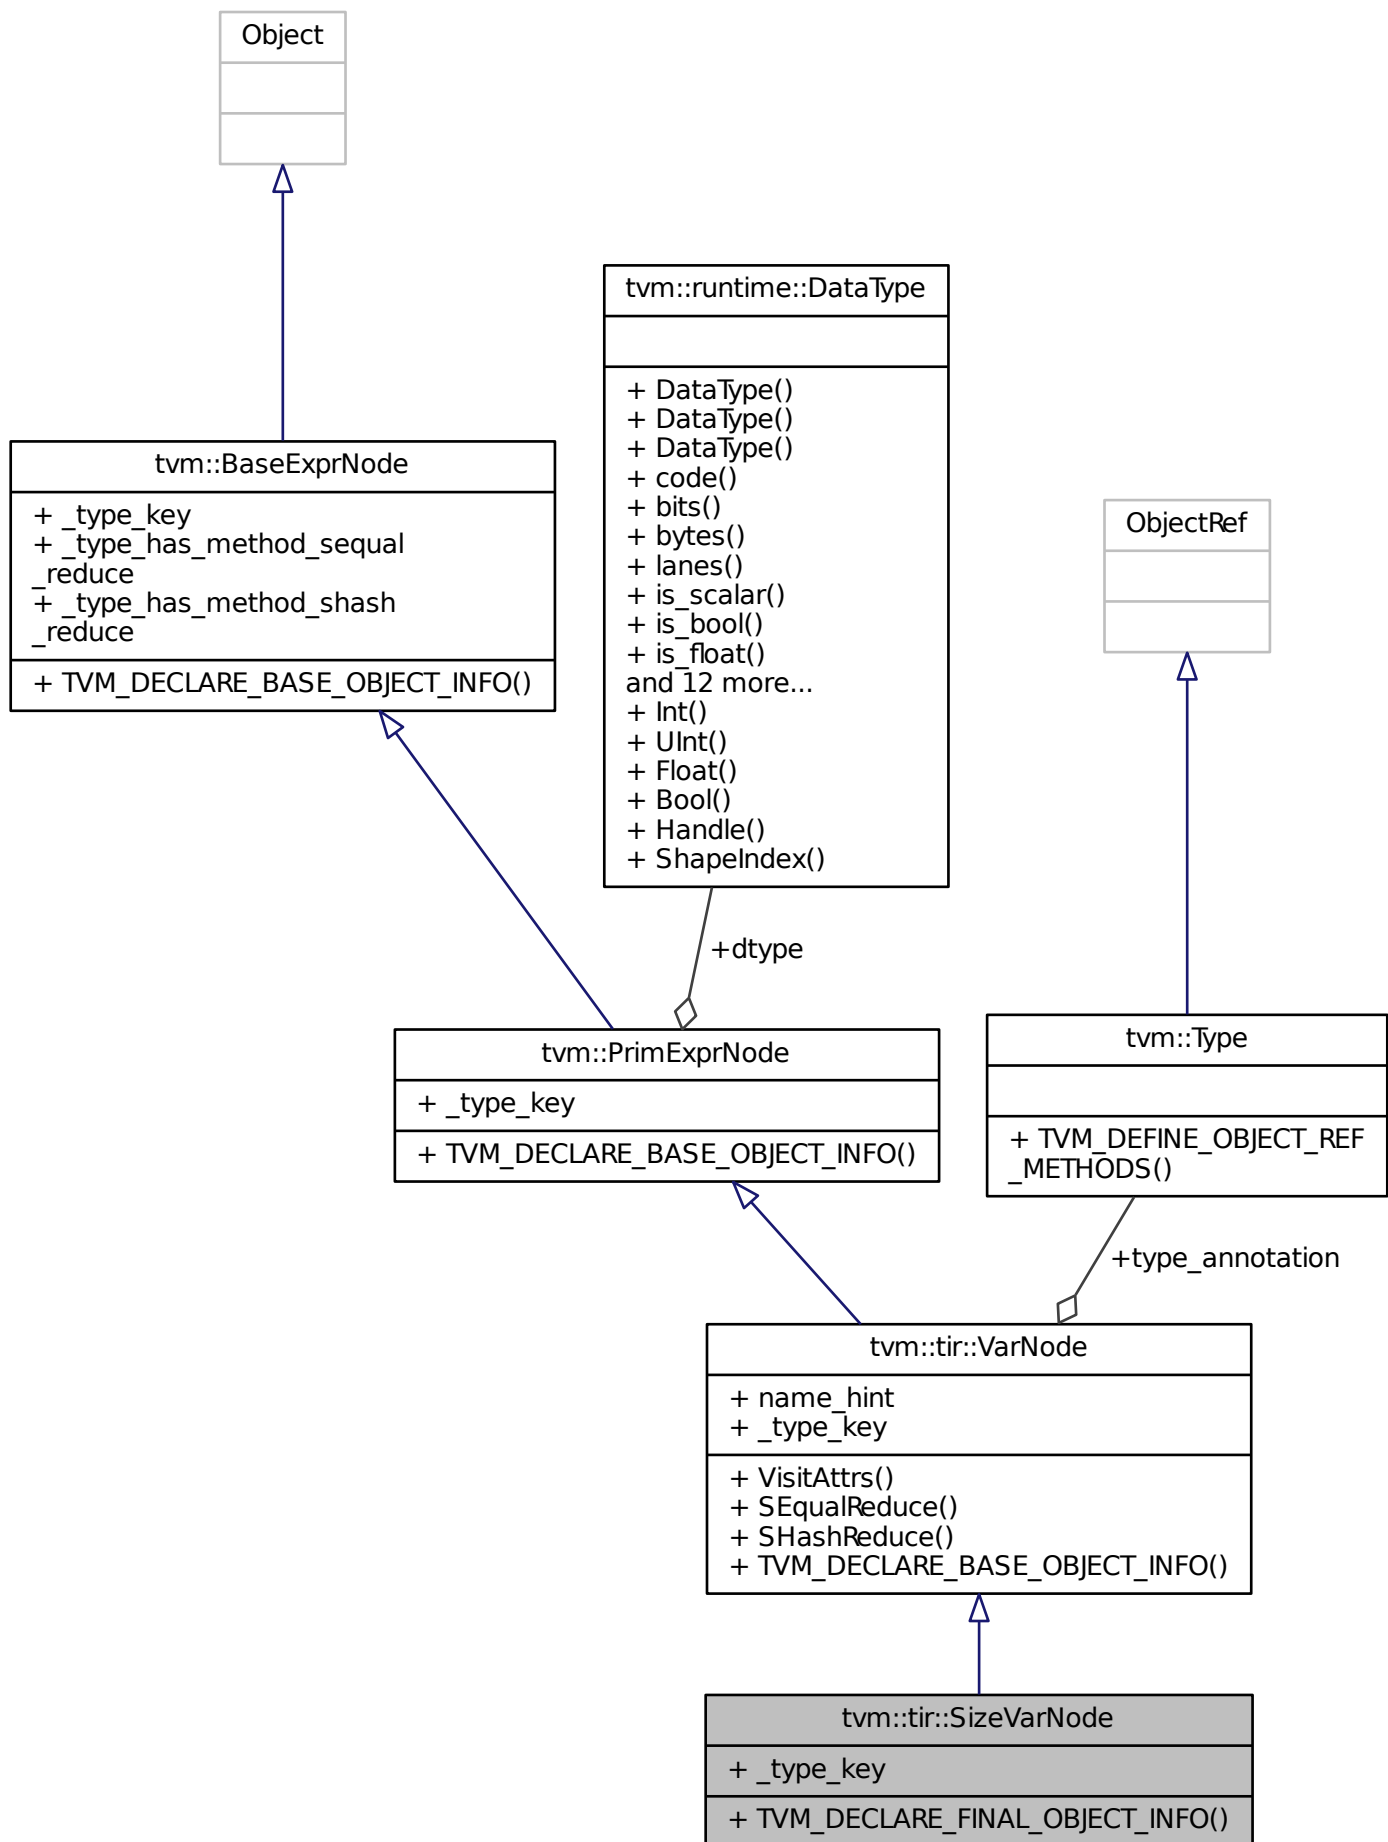 Object
tvm::runtime::DataType
+ DataType()
+ DataType()
+ DataType()
+ code()
+ bits()
+ bytes()
+ lanes()
+ is_scalar()
+ is_bool()
+ is_float()
and 12 more...
+ Int()
+ UInt()
+ Float()
+ Bool()
+ Handle()
+ ShapeIndex()
tvm::BaseExprNode
+ _type_key
+ _type_has_method_sequal
_reduce
+ _type_has_method_shash
_reduce
+ TVM_DECLARE_BASE_OBJECT_INFO()
ObjectRef
+dtype
tvm::PrimExprNode
+ _type_key
+ TVM_DECLARE_BASE_OBJECT_INFO()
tvm::Type
+ TVM_DEFINE_OBJECT_REF
_METHODS()
+type_annotation
tvm::tir::VarNode
+ name_hint
+ _type_key
+ VisitAttrs()
+ SEqualReduce()
+ SHashReduce()
+ TVM_DECLARE_BASE_OBJECT_INFO()
tvm::tir::SizeVarNode
+ _type_key
+ TVM_DECLARE_FINAL_OBJECT_INFO()